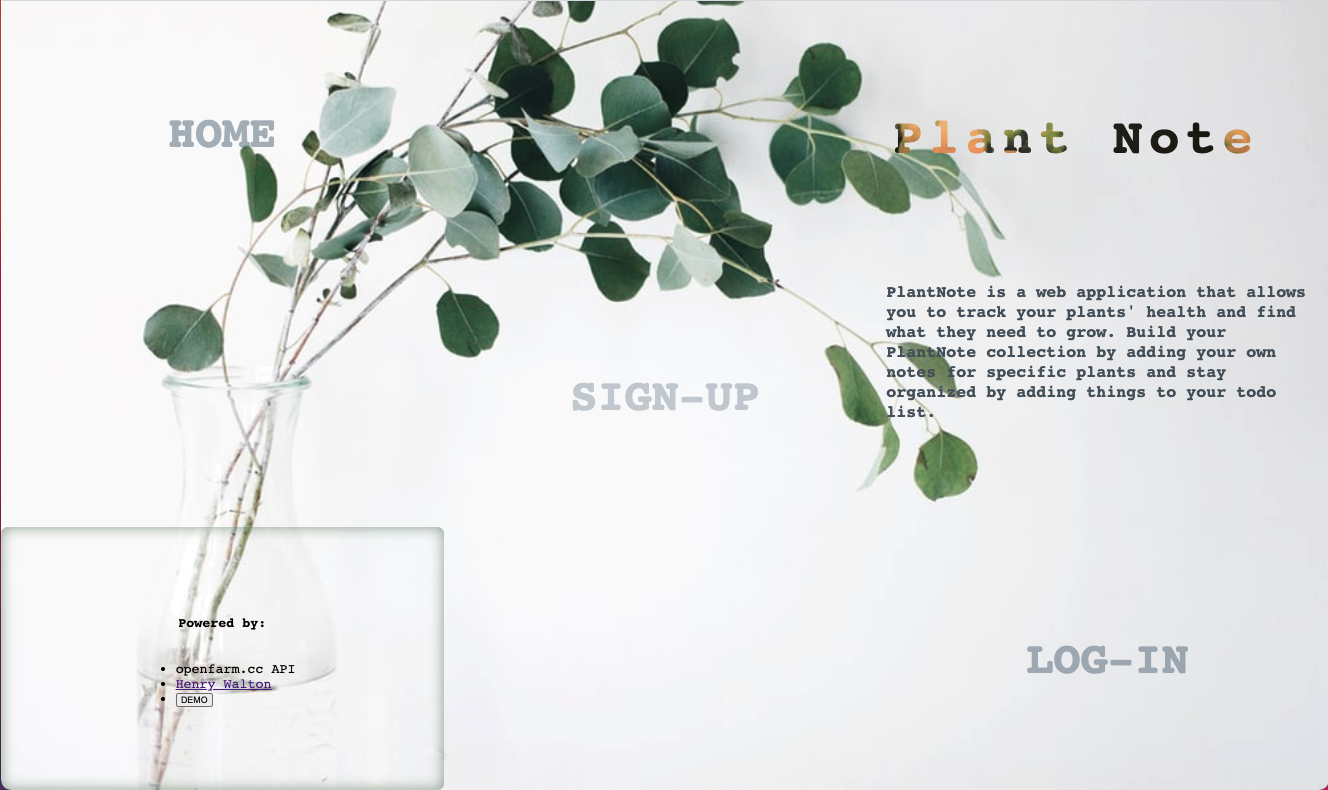 HOME
Plant Note
PlantNote is a web application that allows
you to track your plants' health and find
what they need to grow. Build your
PlantNote collection by adding your own
notes for specific plants and stay
organized by adding things to your todo
list.
SIGN-UP
Powered by:
openfarm.cc API
Henry Walton
DEMO
LOG-IN